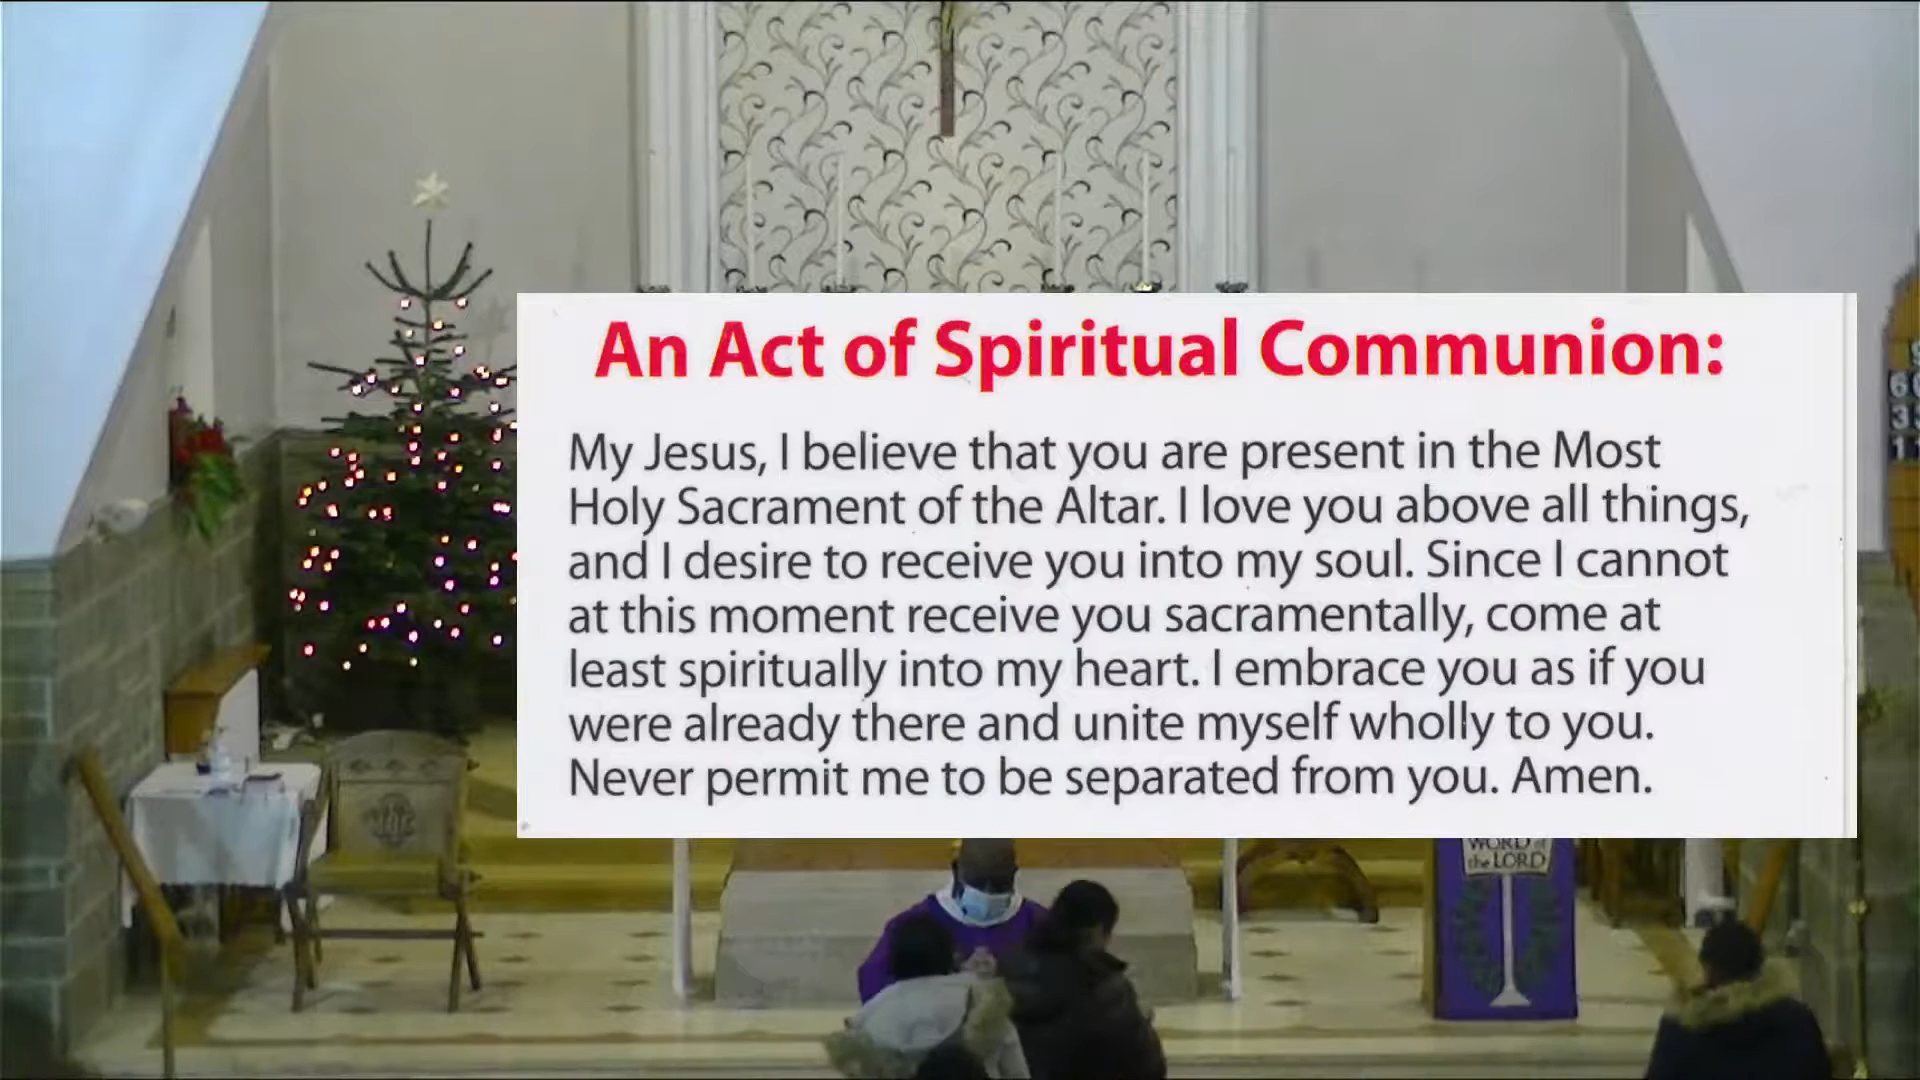 An Act of Spiritual Communion:
My Jesus, I believe that you are present in the Most
Holy Sacrament of the Altar. I love you above all things,
and I desire to receive you into my soul. Since I cannot
at this moment receive you sacramentally, come at
least spiritually into my heart. I embrace you as if you
were already there and unite myself wholly to you.
Never permit me to be separated from you. Amen.
WORD of
the LORD